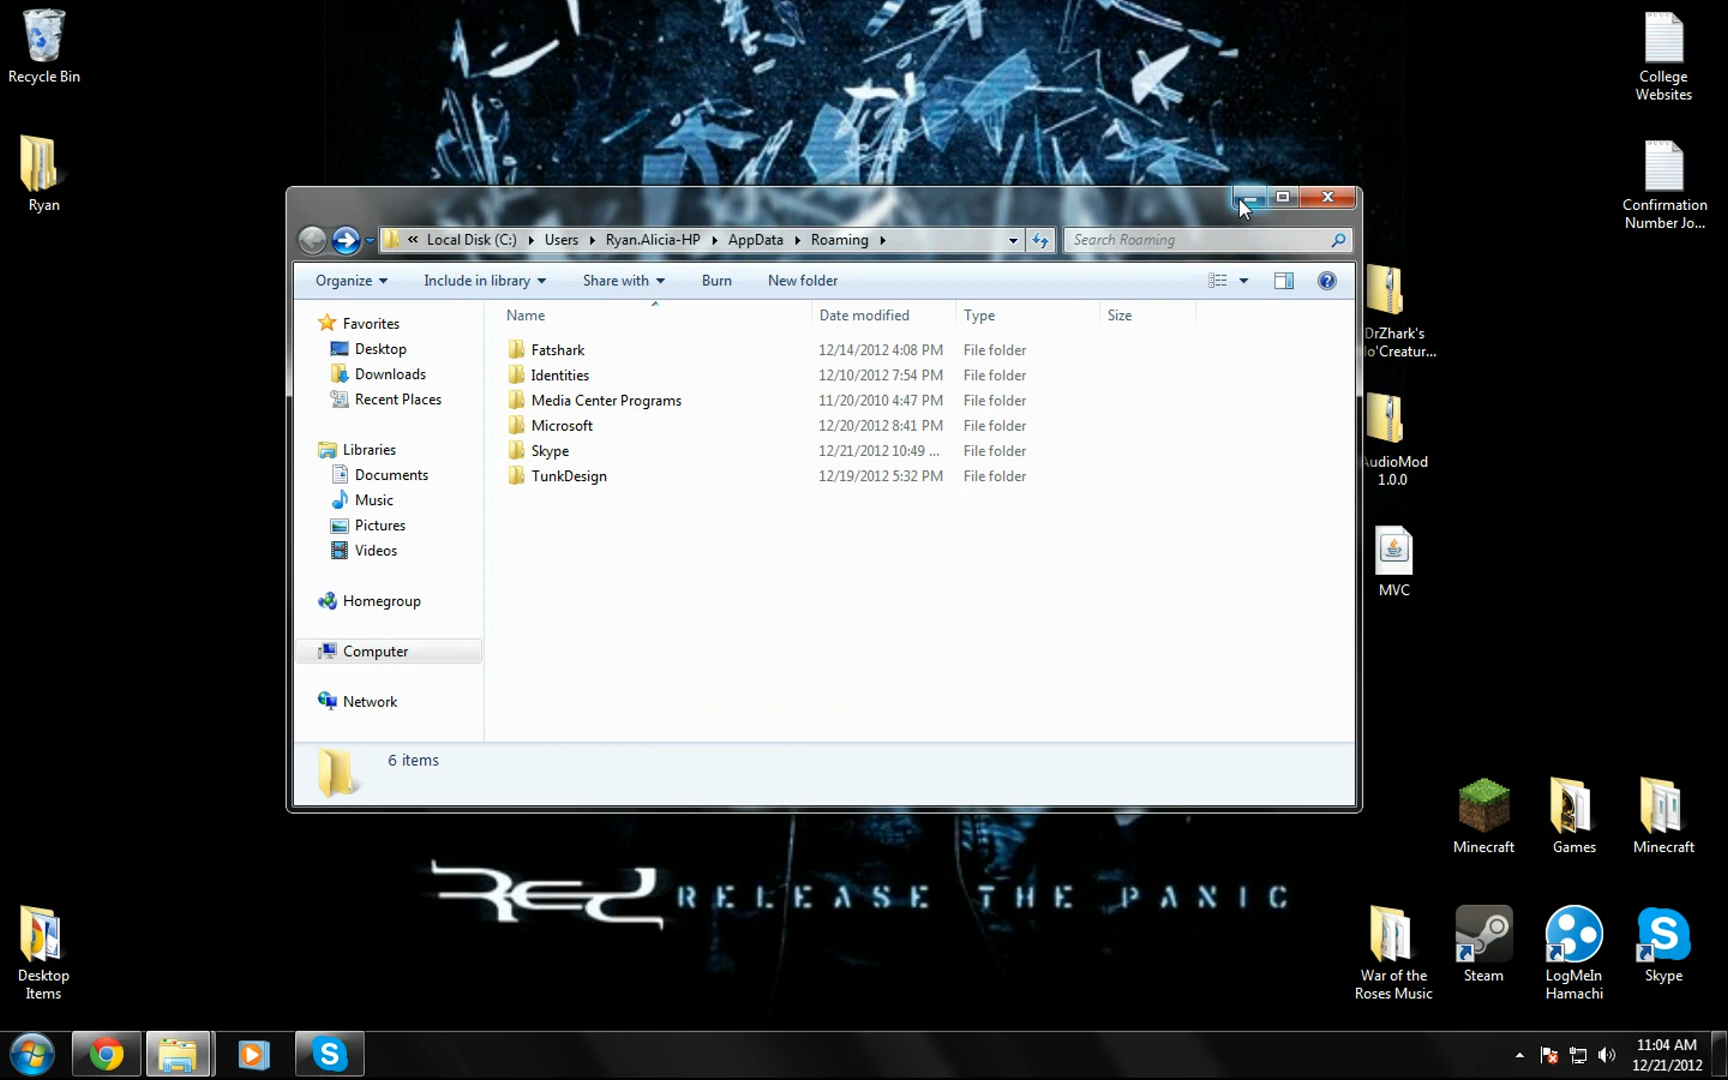 Recycle Bin
Ryan
College
Websites
Confirmation
Number Jo...
« Local Disk (C:) Users Ryan.Alicia-HP AppData Roaming
Search Roaming
Organize Include in library Share with Burn New folder
Name Date modified Type Size
Favorites
Desktop
Downloads
Recent Places
Libraries
Documents
Music
Pictures
Videos
Homegroup
Computer
Network
Fatshark 12/14/2012 4:08 PM File folder
Identities 12/10/2012 7:54 PM File folder
Media Center Programs 11/20/2010 4:47 PM File folder
Microsoft 12/20/2012 8:41 PM File folder
Skype 12/21/2012 10:49 ... File folder
TunkDesign 12/19/2012 5:32 PM File folder
6 items
DrZhark's
lo'Creatur...
AudioMod
1.0.0
MVC
Minecraft
Games
Minecraft
RED RELEASE THE PANIC
Desktop
Items
War of the
Roses Music
Steam
LogMeIn
Hamachi
Skype
11:04 AM
12/21/2012